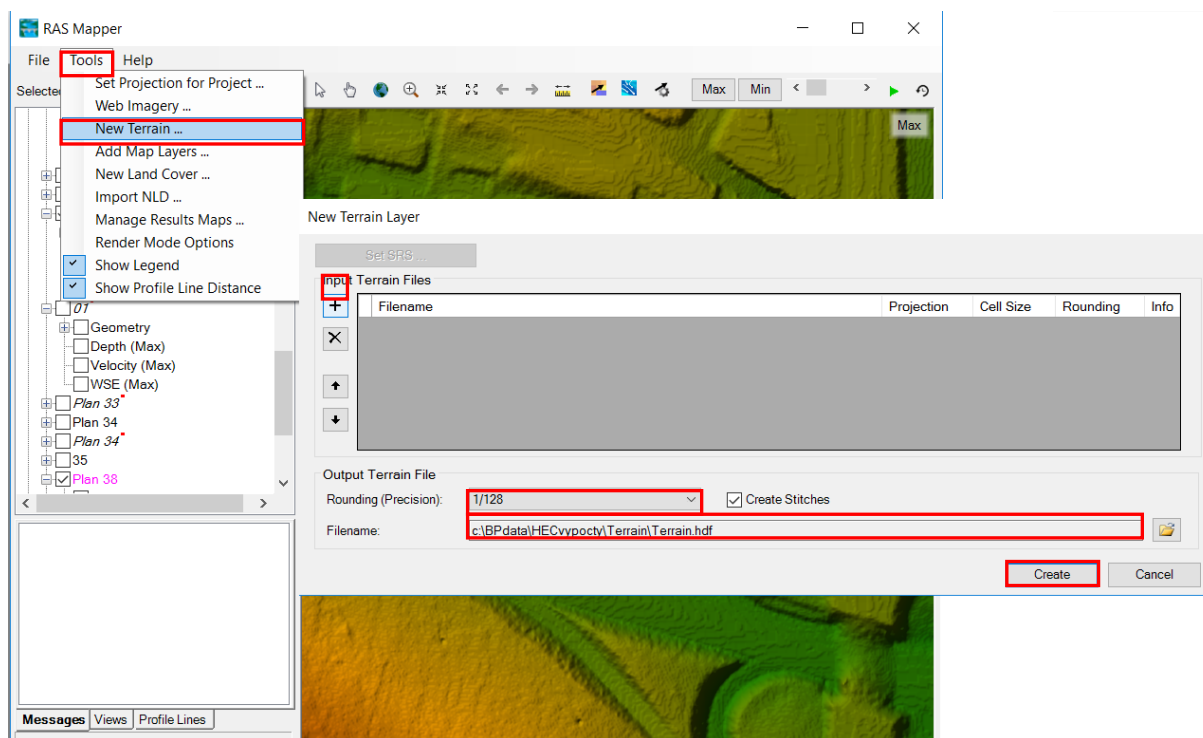 RAS Mapper
File Tools Help
Selecte
Set Projection for Project ...
Web Imagery ...
New Terrain ...
Add Map Layers ...
New Land Cover ...
Import NLD ...
Manage Results Maps ...
Render Mode Options
Show Legend
Show Profile Line Distance
Max Min
Max
01
Geometry
Depth (Max)
Velocity (Max)
WSE (Max)
Plan 33
Plan 34
Plan 34
35
Plan 38
Messages Views Profile Lines
New Terrain Layer
Set SRS ...
Input Terrain Files
Filename Projection Cell Size Rounding Info
Output Terrain File
Rounding (Precision): 1/128 Create Stitches
Filename: c:\BPdata\HECvypocty\Terrain\Terrain.hdf
Create Cancel